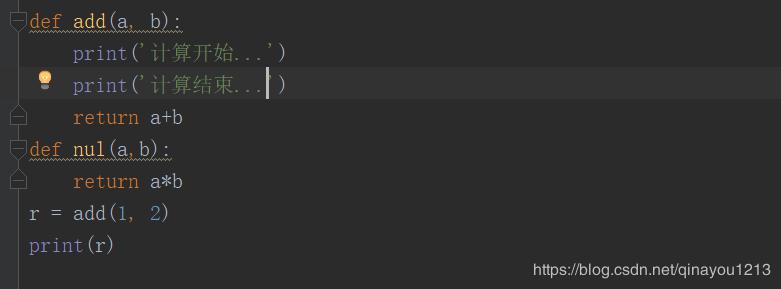 def add(a, b):
    print('计算开始...')
    print('计算结束...')
    return a+b
def nul(a,b):
    return a*b
r = add(1, 2)
print(r)
https://blog.csdn.net/qinayou1213